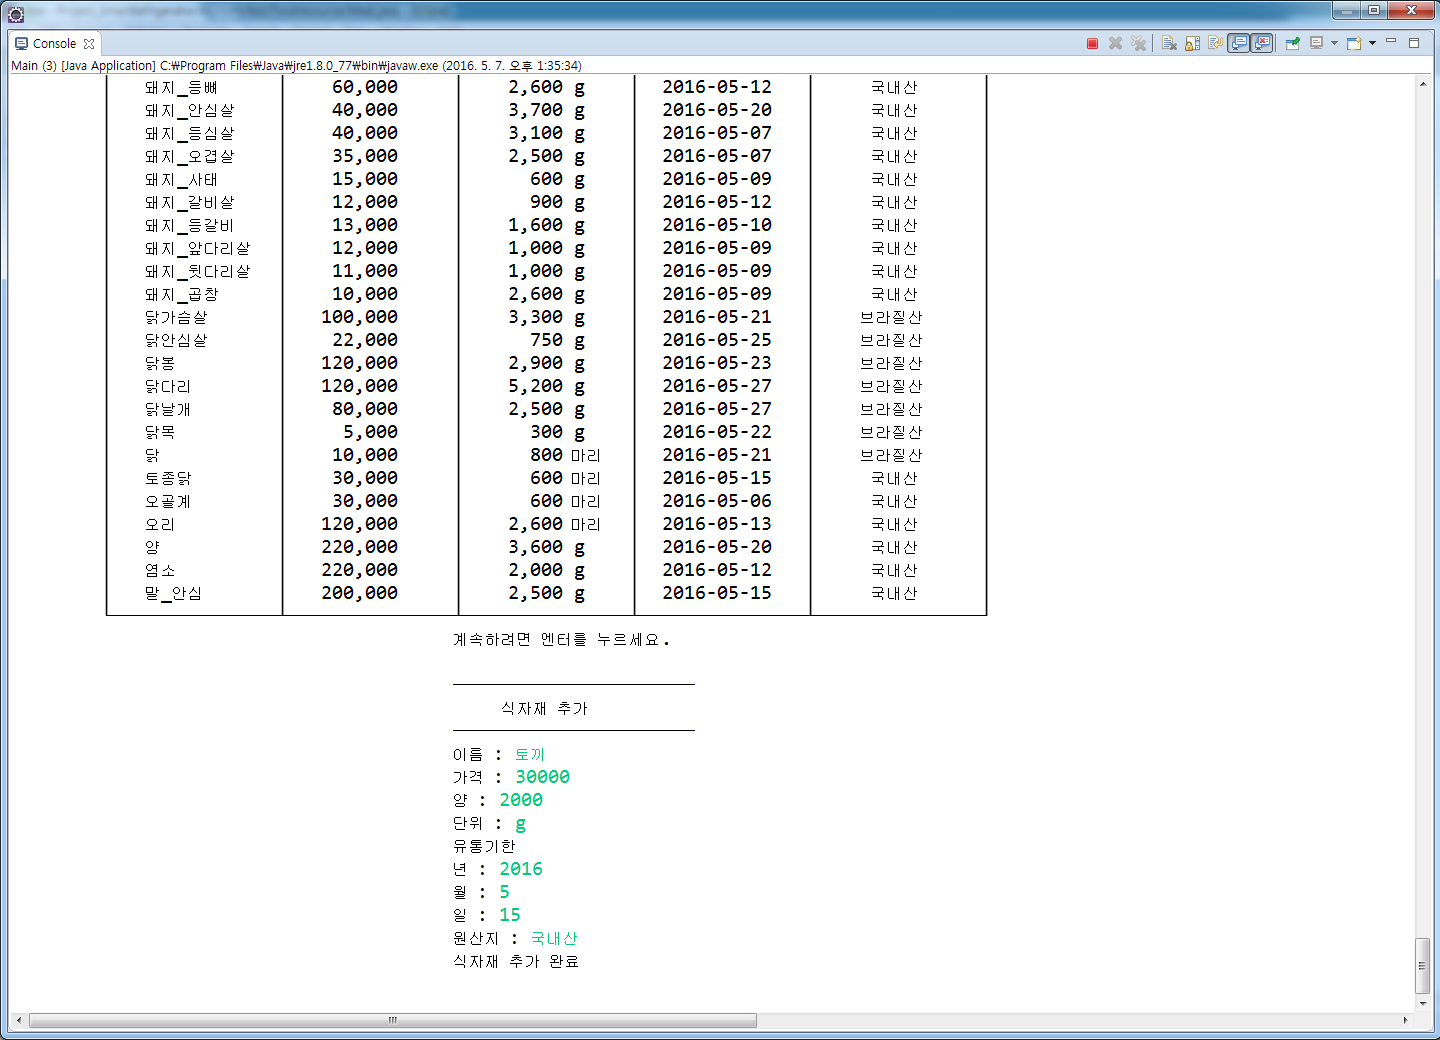 Console
Main (3) [Java Application] C:₩Program Files₩Java₩jre1.8.0_77₩bin₩javaw.exe (2016. 5. 7. 오후 1:35:34)
돼지_등뼈 60,000 2,600 g 2016-05-12 국내산
돼지_안심살 40,000 3,700 g 2016-05-20 국내산
돼지_등심살 40,000 3,100 g 2016-05-07 국내산
돼지_오겹살 35,000 2,500 g 2016-05-07 국내산
돼지_사태 15,000 600 g 2016-05-09 국내산
돼지_갈비살 12,000 900 g 2016-05-12 국내산
돼지_등갈비 13,000 1,600 g 2016-05-10 국내산
돼지_앞다리살 12,000 1,000 g 2016-05-09 국내산
돼지_뒷다리살 11,000 1,000 g 2016-05-09 국내산
돼지_곱창 10,000 2,600 g 2016-05-09 국내산
닭가슴살 100,000 3,300 g 2016-05-21 브라질산
닭안심살 22,000 750 g 2016-05-25 브라질산
닭봉 120,000 2,900 g 2016-05-23 브라질산
닭다리 120,000 5,200 g 2016-05-27 브라질산
닭날개 80,000 2,500 g 2016-05-27 브라질산
닭목 5,000 300 g 2016-05-22 브라질산
닭 10,000 800 마리 2016-05-21 브라질산
토종닭 30,000 600 마리 2016-05-15 국내산
오골계 30,000 600 마리 2016-05-06 국내산
오리 120,000 2,600 마리 2016-05-13 국내산
양 220,000 3,600 g 2016-05-20 국내산
염소 220,000 2,000 g 2016-05-12 국내산
말_안심 200,000 2,500 g 2016-05-15 국내산
계속하려면 엔터를 누르세요.
식자재 추가
이름 : 토끼
가격 : 30000
양 : 2000
단위 : g
유통기한
년 : 2016
월 : 5
일 : 15
원산지 : 국내산
식자재 추가 완료